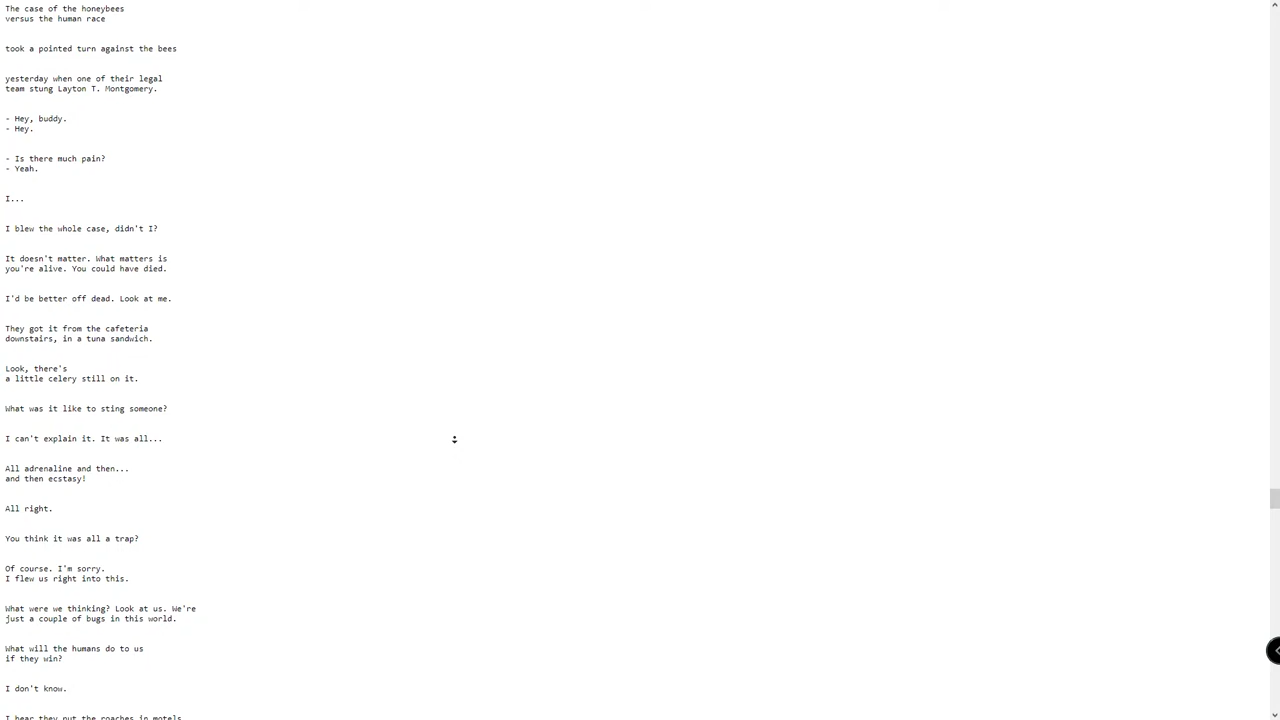 The case of the honeybees
versus the human race
took a pointed turn against the bees
yesterday when one of their legal
team stung Layton T. Montgomery.
- Hey, buddy.
- Hey.
- Is there much pain?
- Yeah.
I...
I blew the whole case, didn't I?
It doesn't matter. What matters is
you're alive. You could have died.
I'd be better off dead. Look at me.
They got it from the cafeteria
downstairs, in a tuna sandwich.
Look, there's
a little celery still on it.
What was it like to sting someone?
I can't explain it. It was all...
All adrenaline and then...
and then ecstasy!
All right.
You think it was all a trap?
Of course. I'm sorry.
I flew us right into this.
What were we thinking? Look at us. We're
just a couple of bugs in this world.
What will the humans do to us
if they win?
I don't know.
I hear they put the roaches in motels